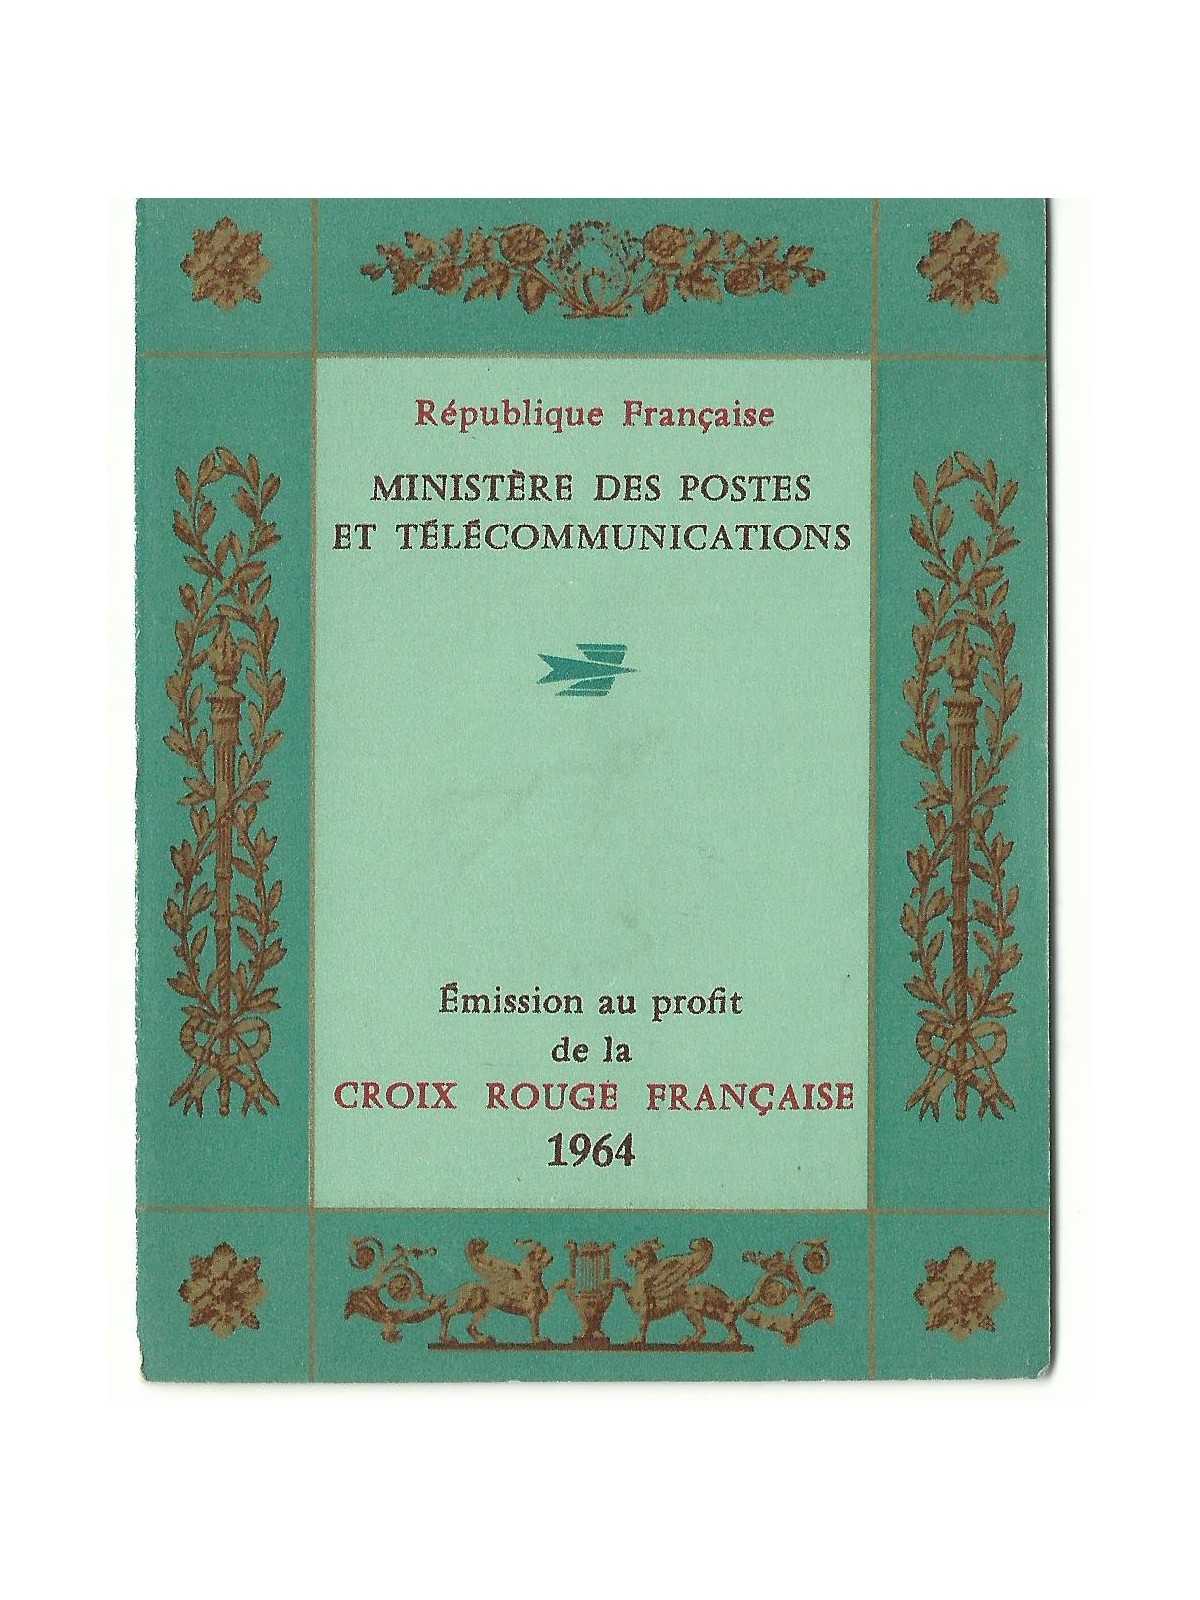 République Française
MINISTÈRE DES POSTES
ET TÉLÉCOMMUNICATIONS
Émission au profit
de la
CROIX ROUGE FRANÇAISE
1964